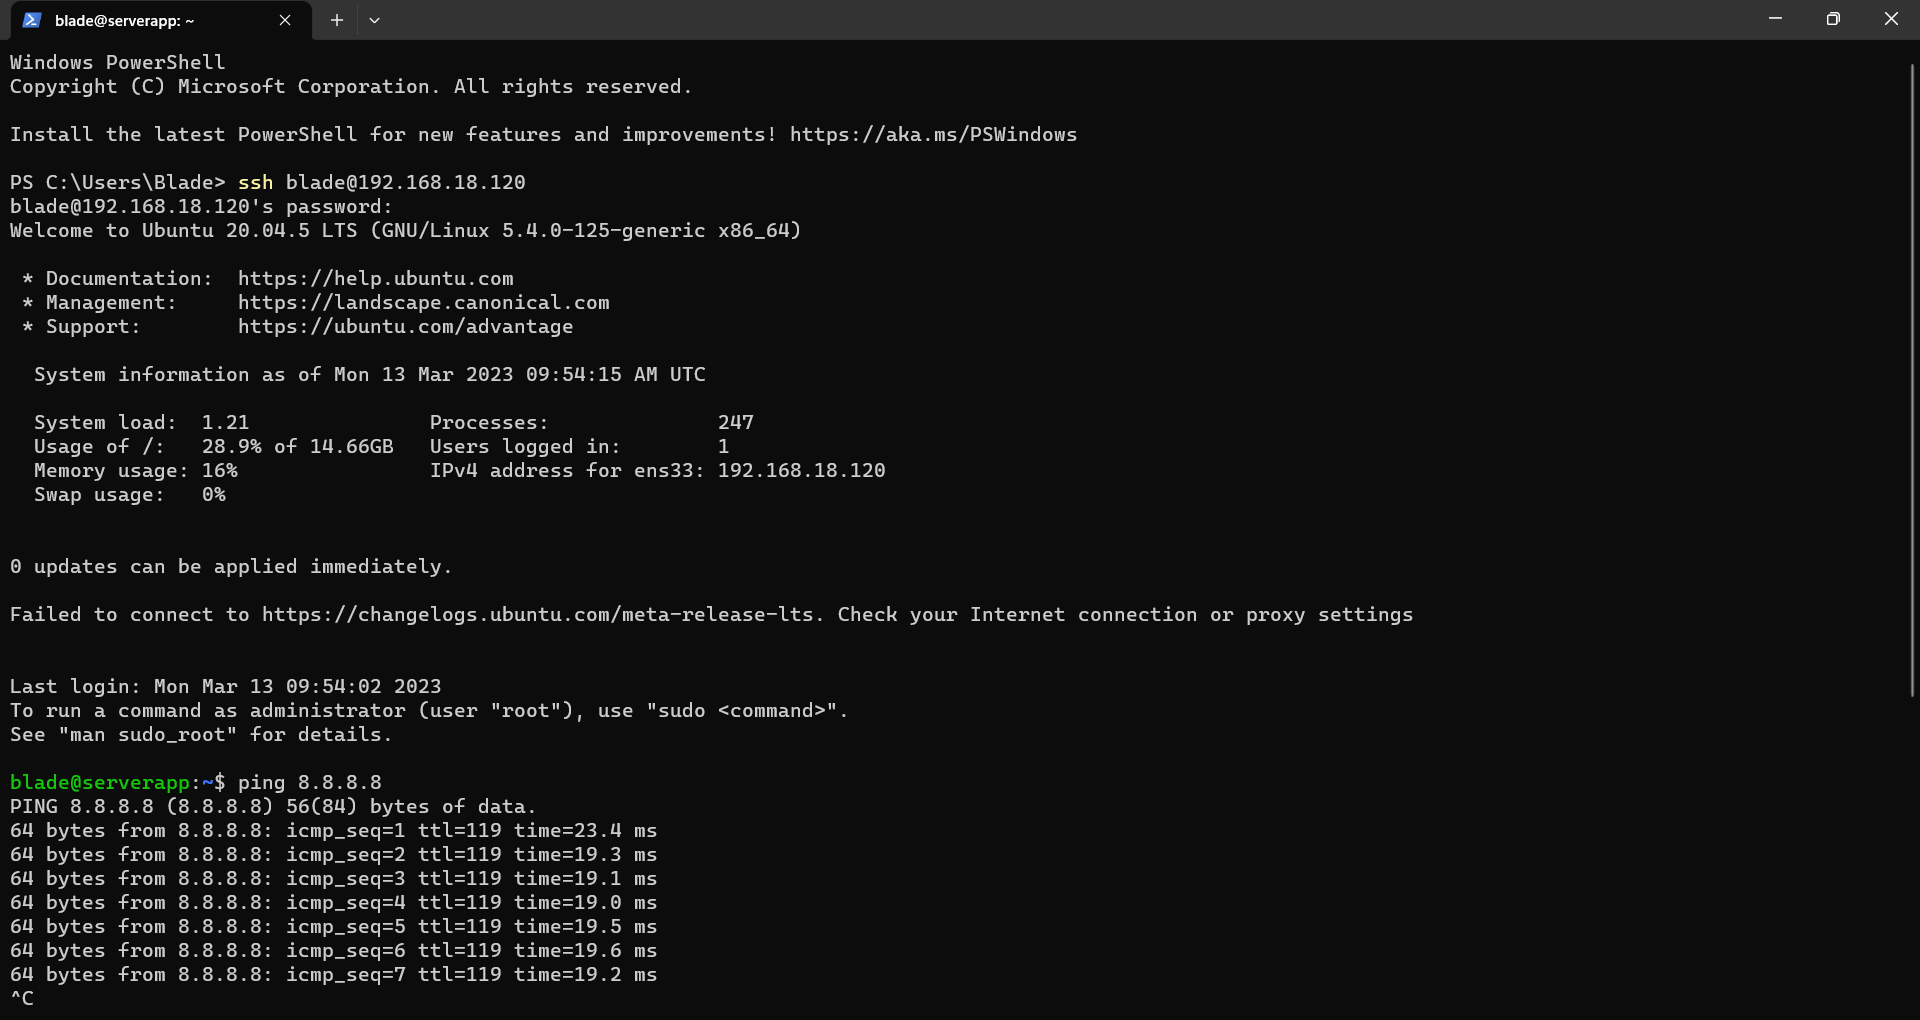 blade@serverapp: ~
Windows PowerShell
Copyright (C) Microsoft Corporation. All rights reserved.
Install the latest PowerShell for new features and improvements! https://aka.ms/PSWindows
PS C:\Users\Blade> ssh blade@192.168.18.120
blade@192.168.18.120's password:
Welcome to Ubuntu 20.04.5 LTS (GNU/Linux 5.4.0-125-generic x86_64)
 * Documentation:  https://help.ubuntu.com
 * Management:     https://landscape.canonical.com
 * Support:        https://ubuntu.com/advantage
  System information as of Mon 13 Mar 2023 09:54:15 AM UTC
  System load:  1.21               Processes:              247
  Usage of /:   28.9% of 14.66GB   Users logged in:        1
  Memory usage: 16%                IPv4 address for ens33: 192.168.18.120
  Swap usage:   0%
0 updates can be applied immediately.
Failed to connect to https://changelogs.ubuntu.com/meta-release-lts. Check your Internet connection or proxy settings
Last login: Mon Mar 13 09:54:02 2023
To run a command as administrator (user "root"), use "sudo <command>".
See "man sudo_root" for details.
blade@serverapp:~$ ping 8.8.8.8
PING 8.8.8.8 (8.8.8.8) 56(84) bytes of data.
64 bytes from 8.8.8.8: icmp_seq=1 ttl=119 time=23.4 ms
64 bytes from 8.8.8.8: icmp_seq=2 ttl=119 time=19.3 ms
64 bytes from 8.8.8.8: icmp_seq=3 ttl=119 time=19.1 ms
64 bytes from 8.8.8.8: icmp_seq=4 ttl=119 time=19.0 ms
64 bytes from 8.8.8.8: icmp_seq=5 ttl=119 time=19.5 ms
64 bytes from 8.8.8.8: icmp_seq=6 ttl=119 time=19.6 ms
64 bytes from 8.8.8.8: icmp_seq=7 ttl=119 time=19.2 ms
^C